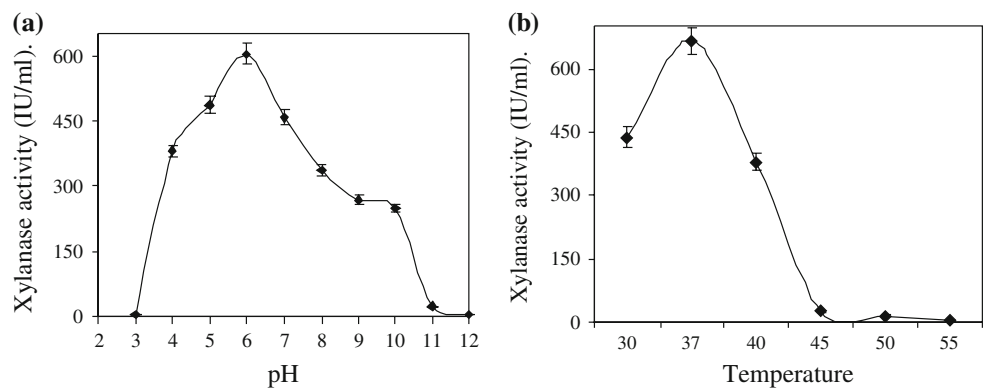 (a)
Xylanase activity (IU/ml).
600
450
300
150
0
2 3 4 5 6 7 8 9 10 11 12
pH
(b)
Xylanase activity (IU/ml).
600
450
300
150
0
30 37 40 45 50 55
Temperature